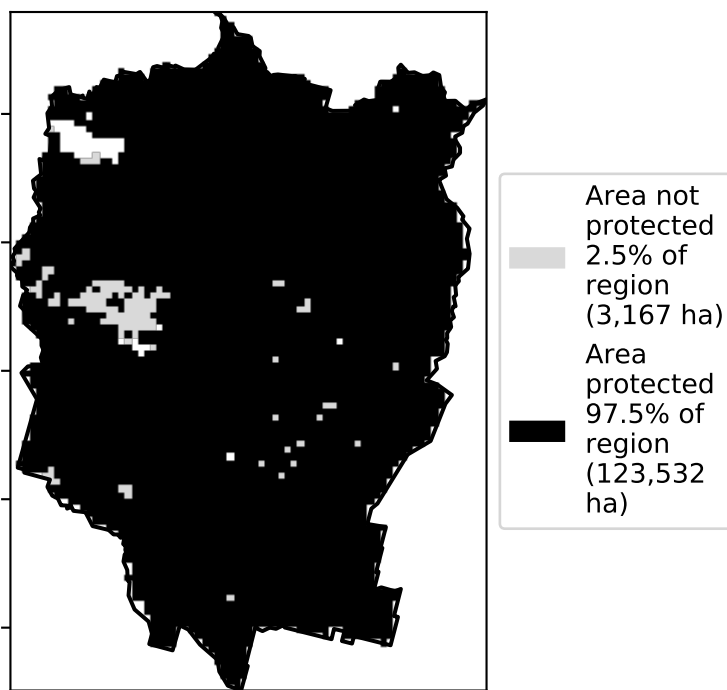 Area not
protected
2.5% of
region
(3,167 ha)
Area
protected
97.5% of
region
(123,532
ha)